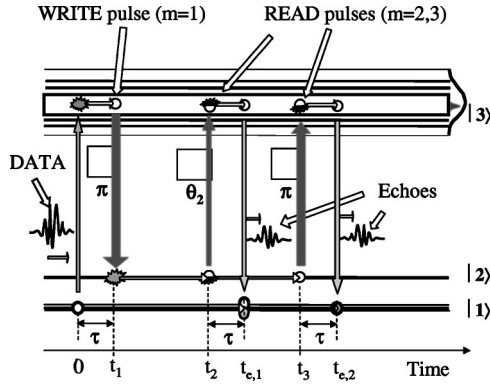 WRITE pulse (m=1)
READ pulses (m=2,3)
|3⟩
DATA
π
θ2
π
Echoes
|2⟩
|1⟩
τ
τ
τ
0
t1
t2
te,1
t3
te,2
Time